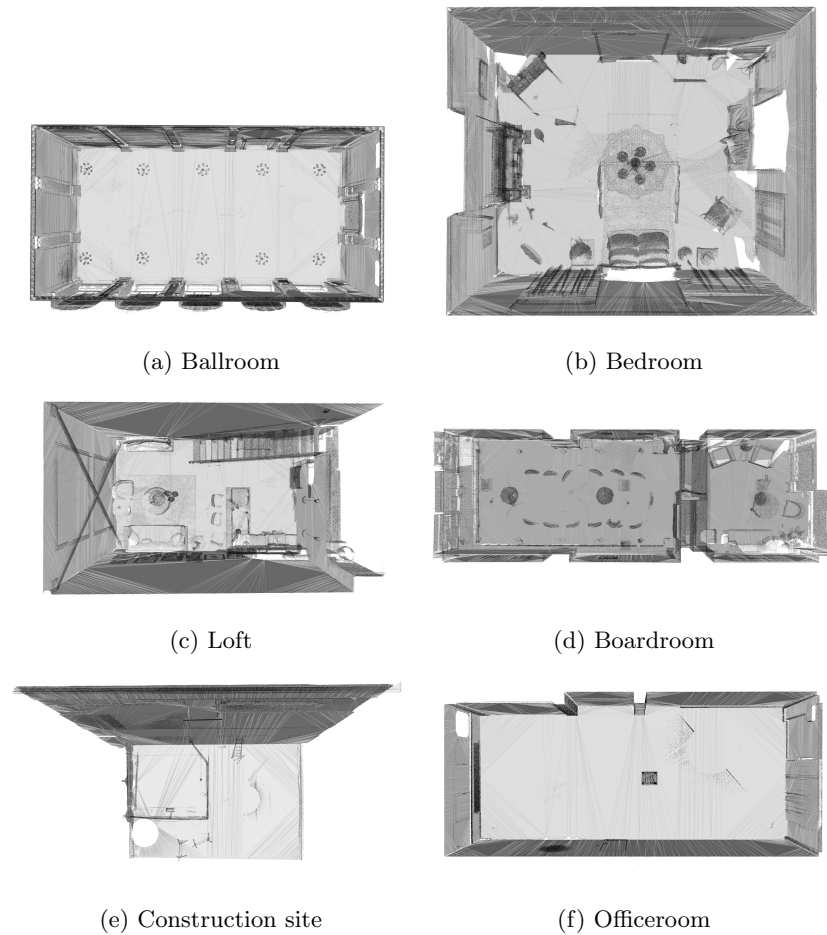 (a) Ballroom
(b) Bedroom
(c) Loft
(d) Boardroom
(e) Construction site
(f) Officeroom